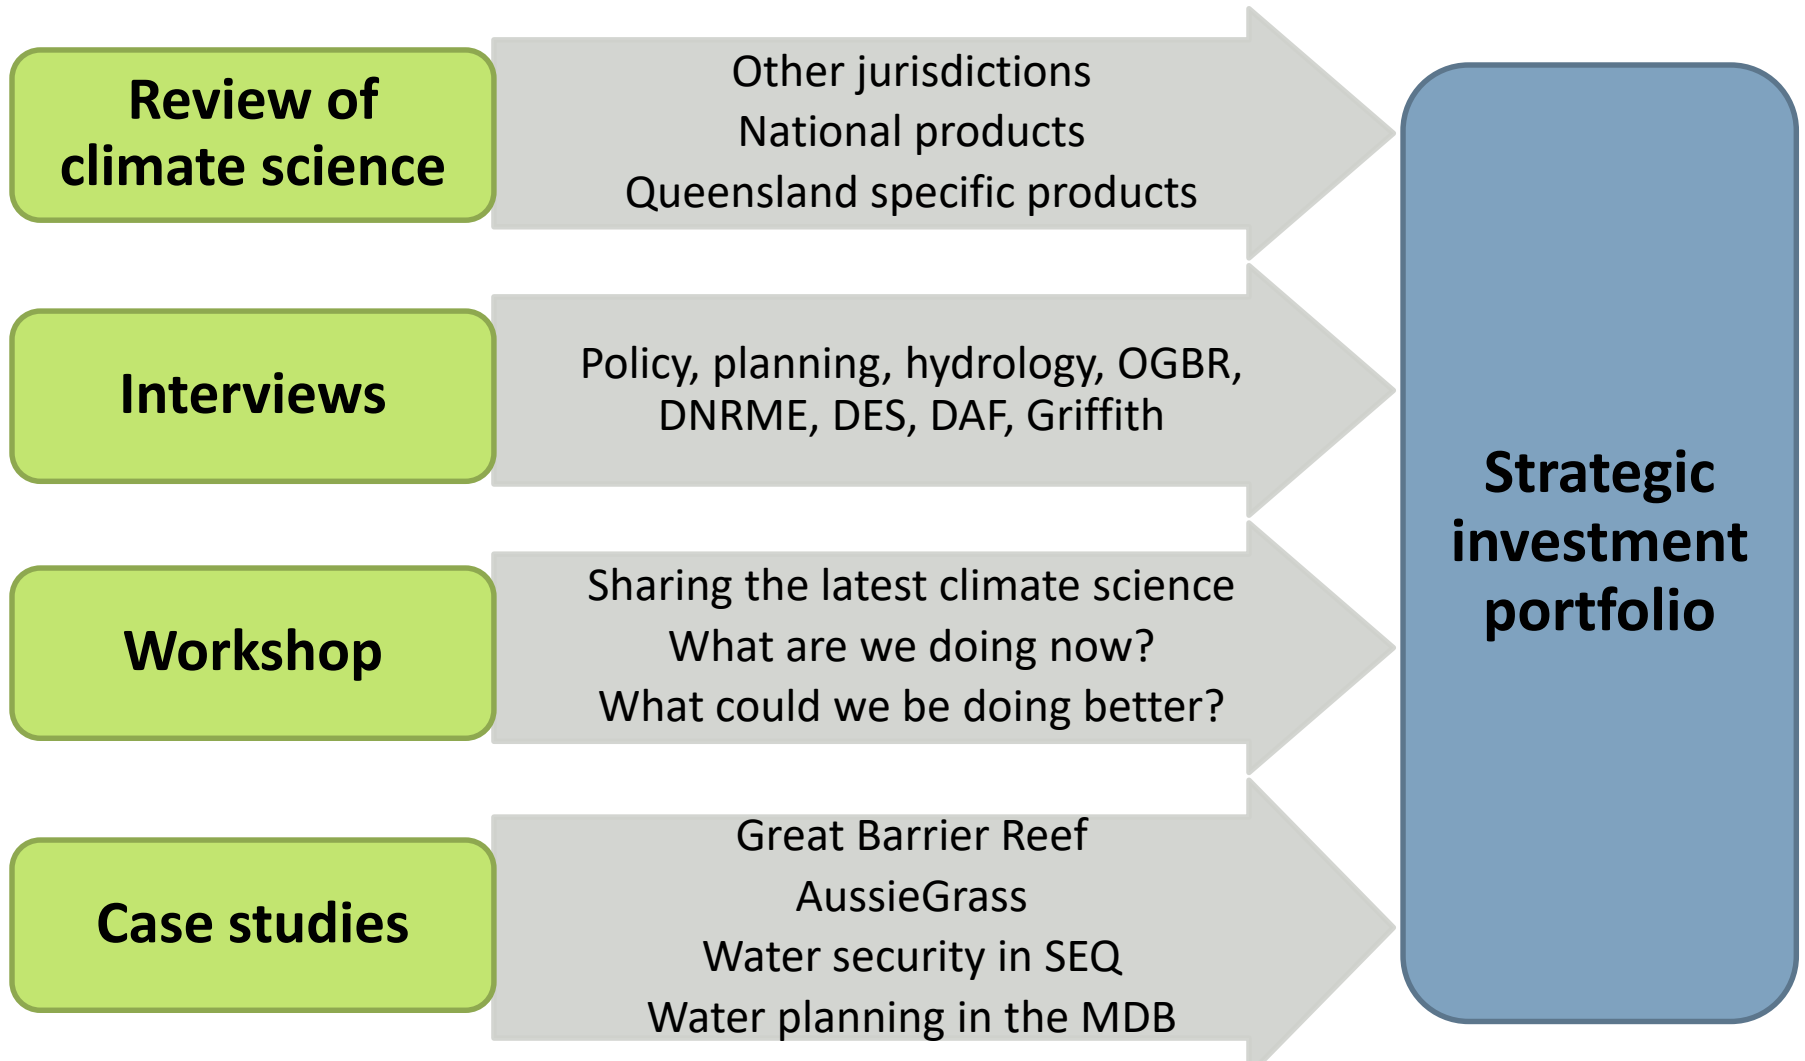 Review of
climate science
Other jurisdictions
National products
Queensland specific products
Interviews
Policy, planning, hydrology, OGBR,
DNRME, DES, DAF, Griffith
Workshop
Sharing the latest climate science
What are we doing now?
What could we be doing better?
Case studies
Great Barrier Reef
AussieGrass
Water security in SEQ
Water planning in the MDB
Strategic
investment
portfolio